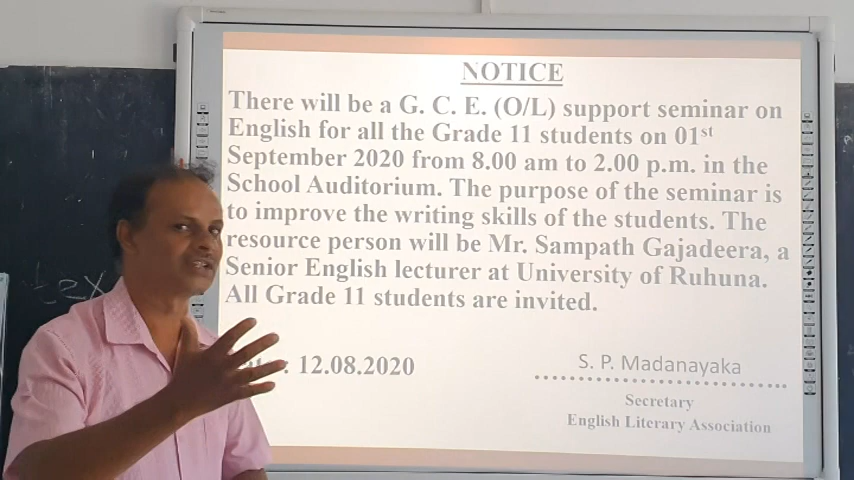 NOTICE
There will be a G. C. E. (O/L) support seminar on
English for all the Grade 11 students on 01st
September 2020 from 8.00 am to 2.00 p.m. in the
School Auditorium. The purpose of the seminar is
to improve the writing skills of the students. The
resource person will be Mr. Sampath Gajadeera, a
Senior English lecturer at University of Ruhuna.
All Grade 11 students are invited.
: 12.08.2020
S. P. Madanayaka
Secretary
English Literary Association